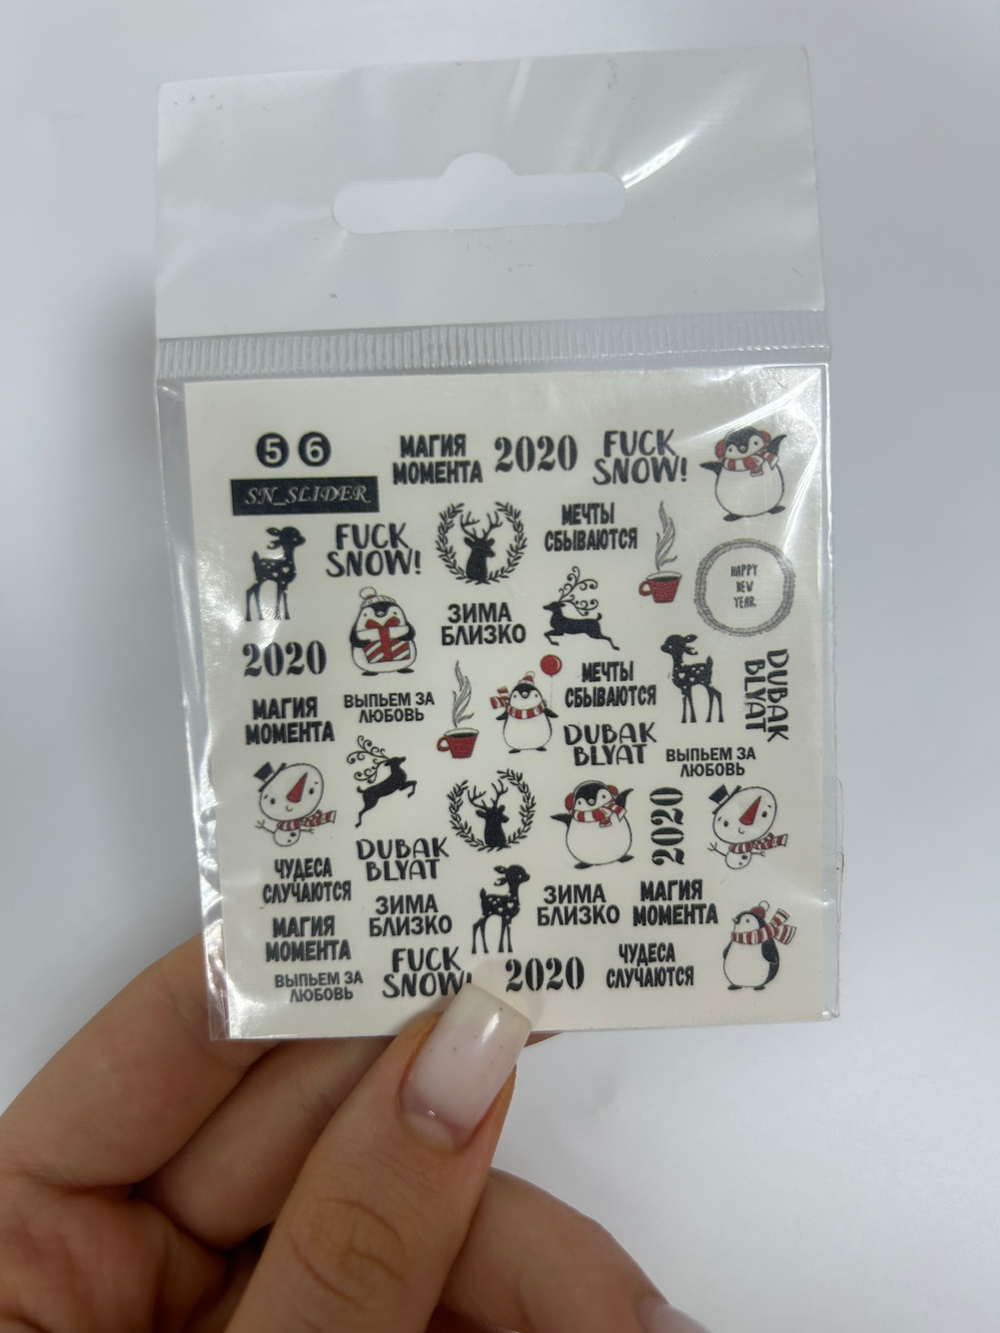 5 6
SN_SLIDER
МАГИЯ
МОМЕНТА
2020
FUCK
SNOW!
FUCK
SNOW!
МЕЧТЫ
СБЫВАЮТСЯ
HAPPY
NEW
YEAR
ЗИМА
БЛИЗКО
2020
МЕЧТЫ
СБЫВАЮТСЯ
DUBAK
BLYAT
МАГИЯ
МОМЕНТА
ВЫПЬЕМ ЗА
ЛЮБОВЬ
DUBAK
BLYAT
ВЫПЬЕМ ЗА
ЛЮБОВЬ
2020
DUBAK
BLYAT
ЧУДЕСА
СЛУЧАЮТСЯ
ЗИМА
БЛИЗКО
ЗИМА
БЛИЗКО
МАГИЯ
МОМЕНТА
МАГИЯ
МОМЕНТА
FUCK
SNOW!
2020
ЧУДЕСА
СЛУЧАЮТСЯ
ВЫПЬЕМ ЗА
ЛЮБОВЬ